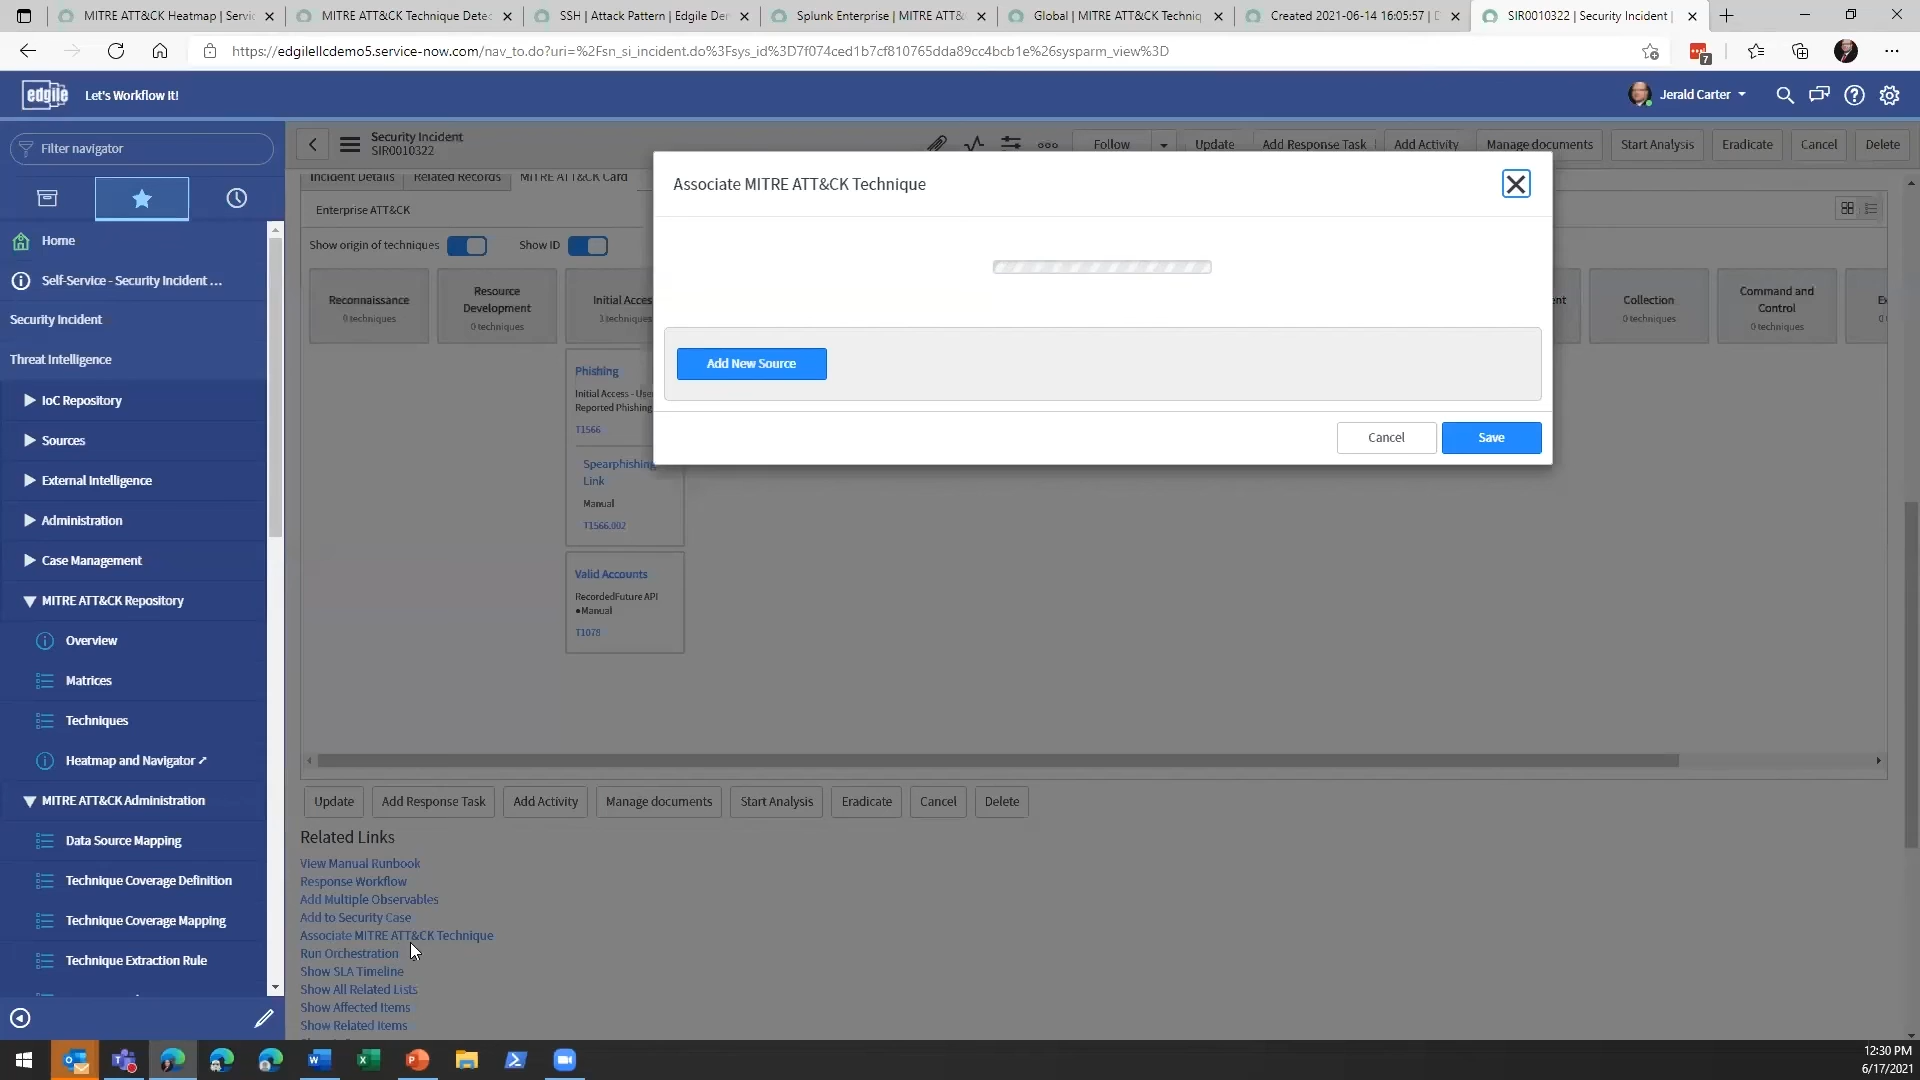 MITRE ATT&CK Heatmap | Servic
MITRE ATT&CK Technique Detec
SSH | Attack Pattern | Edgile De
Splunk Enterprise | MITRE ATT&
Global | MITRE ATT&CK Techniq
Created 2021-06-14 16:05:57 |
SIR0010322 | Security Incident |
https://edgilellcdemo5.service-now.com/nav_to.do?uri=%2Fsn_si_incident.do%3Fsys_id%3D7f074ced1b7cf810765dda89cc4bcb1e%26sysparm_view%3D
7
edgile
Let's Workflow It!
Jerald Carter
Filter navigator
Home
Self-Service - Security Incident ...
Security Incident
Threat Intelligence
IoC Repository
Sources
External Intelligence
Administration
Case Management
MITRE ATT&CK Repository
Overview
Matrices
Techniques
Heatmap and Navigator
MITRE ATT&CK Administration
Data Source Mapping
Technique Coverage Definition
Technique Coverage Mapping
Technique Extraction Rule
Security Incident
SIR0010322
Follow
Update
Add Response Task
Add Activity
Manage documents
Start Analysis
Eradicate
Cancel
Delete
Incident Details
Related Records
MITRE ATT&CK Card
Enterprise ATT&CK
Show origin of techniques
Show ID
Reconnaissance
0 techniques
Resource
Development
0 techniques
Initial Acces
3 techniques
Phishing
Initial Access - Use
Reported Phishing
T1566
Spearphishing
Link
Manual
T1566.002
Valid Accounts
RecordedFuture API
●Manual
T1078
Collection
0 techniques
Command and
Control
0 techniques
Associate MITRE ATT&CK Technique
Add New Source
Cancel
Save
Update
Add Response Task
Add Activity
Manage documents
Start Analysis
Eradicate
Cancel
Delete
Related Links
View Manual Runbook
Response Workflow
Add Multiple Observables
Add to Security Case
Associate MITRE ATT&CK Technique
Run Orchestration
Show SLA Timeline
Show All Related Lists
Show Affected Items
Show Related Items
12:30 PM
6/17/2021